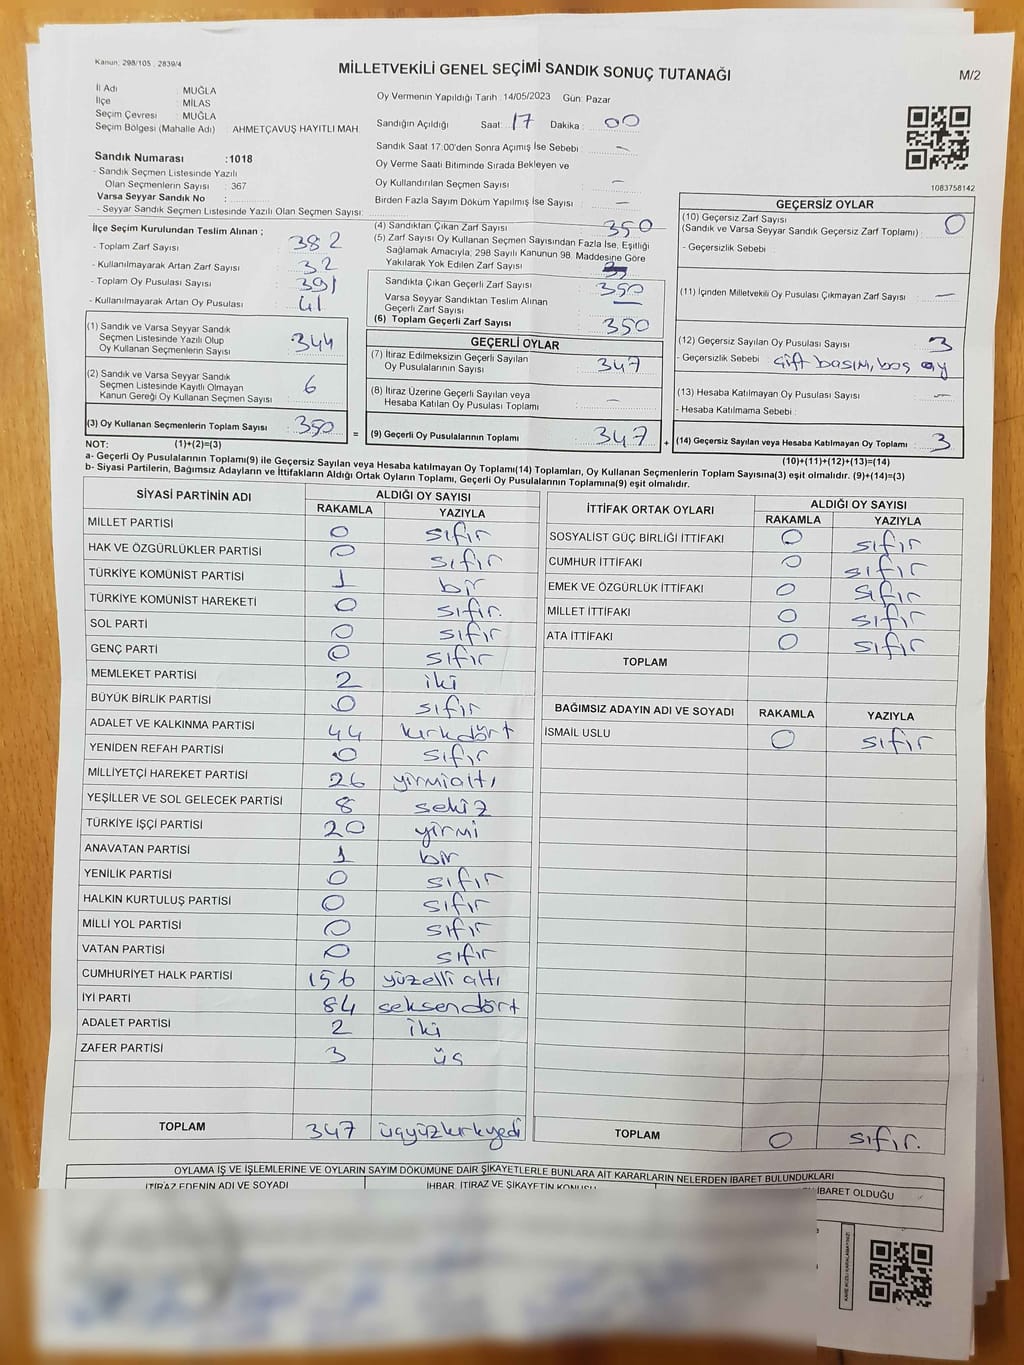 Kanun: 298/105 2839/4
MİLLETVEKİLİ GENEL SEÇİMİ SANDIK SONUÇ TUTANAĞI
M/2
İl Adı : MUĞLA
İlçe : MİLAS
Seçim Çevresi : MUĞLA
Seçim Bölgesi (Mahalle Adı) AHMETÇAVUŞ HAYITLI MAH.
Sandık Numarası :1018
- Sandık Seçmen Listesinde Yazılı
Olan Seçmenlerin Sayısı : 367
Varsa Seyyar Sandık No :
- Seyyar Sandık Seçmen Listesinde Yazılı Olan Seçmen Sayısı:
Oy Vermenin Yapıldığı Tarih : 14/05/2023 Gün: Pazar
Sandığın Açıldığı Saat: 17 Dakika : 00
Sandık Saat 17.00'den Sonra Açımış İse Sebebi : -
Oy Verme Saati Bitiminde Sırada Bekleyen ve
Oy Kullandırılan Seçmen Sayısı : -
Birden Fazla Sayım Döküm Yapılmış İse Sayısı : -
1083758142
İlçe Seçim Kurulundan Teslim Alınan ;
- Toplam Zarf Sayısı : 382
- Kullanılmayarak Artan Zarf Sayısı : 32
- Toplam Oy Pusulası Sayısı : 391
- Kullanılmayarak Artan Oy Pusulası : 41
(1) Sandık ve Varsa Seyyar Sandık
Seçmen Listesinde Yazılı Olup
Oy Kullanan Seçmenlerin Sayısı : 344
(2) Sandık ve Varsa Seyyar Sandık
Seçmen Listesinde Kayıtlı Olmayan
Kanun Gereği Oy Kullanan Seçmen Sayısı : 6
(3) Oy Kullanan Seçmenlerin Toplam Sayısı : 350
(4) Sandıktan Çıkan Zarf Sayısı : 350
(5) Zarf Sayısı Oy Kullanan Seçmen Sayısından Fazla İse, Eşitliği
Sağlamak Amacıyla; 298 Sayılı Kanunun 98. Maddesine Göre
Yakılarak Yok Edilen Zarf Sayısı :
Sandıkta Çıkan Geçerli Zarf Sayısı : 350
Varsa Seyyar Sandıktan Teslim Alınan
Geçerli Zarf Sayısı : -
(6) Toplam Geçerli Zarf Sayısı : 350
GEÇERLİ OYLAR
(7) İtiraz Edilmeksizin Geçerli Sayılan
Oy Pusulalarının Sayısı : 347
(8) İtiraz Üzerine Geçerli Sayılan veya
Hesaba Katılan Oy Pusulası Toplamı : -
= (9) Geçerli Oy Pusulalarının Toplamı : 347 +
GEÇERSİZ OYLAR
(10) Geçersiz Zarf Sayısı
(Sandık ve Varsa Seyyar Sandık Geçersiz Zarf Toplamı) : 0
- Geçersizlik Sebebi :
(11) İçinden Milletvekili Oy Pusulası Çıkmayan Zarf Sayısı : -
(12) Geçersiz Sayılan Oy Pusulası Sayısı : 3
- Geçersizlik Sebebi : Çift basım, boş oy
(13) Hesaba Katılmayan Oy Pusulası Sayısı : -
- Hesaba Katılmama Sebebi :
(14) Geçersiz Sayılan veya Hesaba Katılmayan Oy Toplamı : 3
NOT: (1)+(2)=(3)
(10)+(11)+(12)+(13)=(14)
a- Geçerli Oy Pusulalarının Toplamı(9) ile Geçersiz Sayılan veya Hesaba katılmayan Oy Toplamı(14) Toplamları, Oy Kullanan Seçmenlerin Toplam Sayısına(3) eşit olmalıdır. (9)+(14)=(3)
b- Siyasi Partilerin, Bağımsız Adayların ve İttifakların Aldığı Ortak Oyların Toplamı, Geçerli Oy Pusulalarının Toplamına(9) eşit olmalıdır.
SİYASİ PARTİNİN ADI ALDIĞI OY SAYISI
RAKAMLA YAZIYLA
MİLLET PARTİSİ 0 sıfır
HAK VE ÖZGÜRLÜKLER PARTİSİ 0 sıfır
TÜRKİYE KOMÜNİST PARTİSİ 1 bir
TÜRKİYE KOMÜNİST HAREKETİ 0 sıfır.
SOL PARTİ 0 sıfır
GENÇ PARTİ 0 sıfır
MEMLEKET PARTİSİ 2 iki
BÜYÜK BİRLİK PARTİSİ 0 sıfır
ADALET VE KALKINMA PARTİSİ 44 kırkdört
YENİDEN REFAH PARTİSİ 0 sıfır
MİLLİYETÇİ HAREKET PARTİSİ 26 yirmialtı
YEŞİLLER VE SOL GELECEK PARTİSİ 8 sekiz
TÜRKİYE İŞÇİ PARTİSİ 20 yirmi
ANAVATAN PARTİSİ 1 bir
YENİLİK PARTİSİ 0 sıfır
HALKIN KURTULUŞ PARTİSİ 0 sıfır
MİLLİ YOL PARTİSİ 0 sıfır
VATAN PARTİSİ 0 sıfır
CUMHURİYET HALK PARTİSİ 156 yüzelli altı
İYİ PARTİ 84 seksendört
ADALET PARTİSİ 2 iki
ZAFER PARTİSİ 3 üç
TOPLAM 347 üçyüzkırkyedi
İTTİFAK ORTAK OYLARI ALDIĞI OY SAYISI
RAKAMLA YAZIYLA
SOSYALİST GÜÇ BİRLİĞİ İTTİFAKI 0 sıfır
CUMHUR İTTİFAKI 0 sıfır
EMEK VE ÖZGÜRLÜK İTTİFAKI 0 sıfır
MİLLET İTTİFAKI 0 sıfır
ATA İTTİFAKI 0 sıfır
TOPLAM
BAĞIMSIZ ADAYIN ADI VE SOYADI RAKAMLA YAZIYLA
İSMAİL USLU 0 sıfır
TOPLAM 0 sıfır.
OYLAMA İŞ VE İŞLEMLERİNE VE OYLARIN SAYIM DÖKÜMÜNE DAİR ŞİKAYETLERLE BUNLARA AİT KARARLARIN NELERDEN İBARET BULUNDUKLARI
İTİRAZ EDENİN ADI VE SOYADI İHBAR, İTİRAZ VE ŞİKAYETİN KONUSU İBARET OLDUĞU